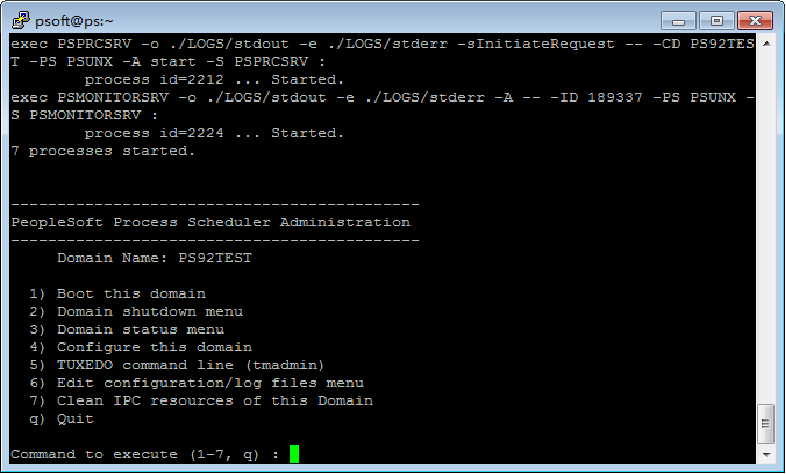 psoft@ps:~
exec PSPRCSRV -o ./LOGS/stdout -e ./LOGS/stderr -sInitiateRequest -- -CD PS92TES
T -PS PSUNX -A start -S PSPRCSRV :
process id=2212 ... Started.
exec PSMONITORSRV -o ./LOGS/stdout -e ./LOGS/stderr -A -- -ID 189337 -PS PSUNX -
S PSMONITORSRV :
process id=2224 ... Started.
7 processes started.
--------------------------------------------
PeopleSoft Process Scheduler Administration
--------------------------------------------
Domain Name: PS92TEST
1) Boot this domain
2) Domain shutdown menu
3) Domain status menu
4) Configure this domain
5) TUXEDO command line (tmadmin)
6) Edit configuration/log files menu
7) Clean IPC resources of this Domain
q) Quit
Command to execute (1-7, q) :